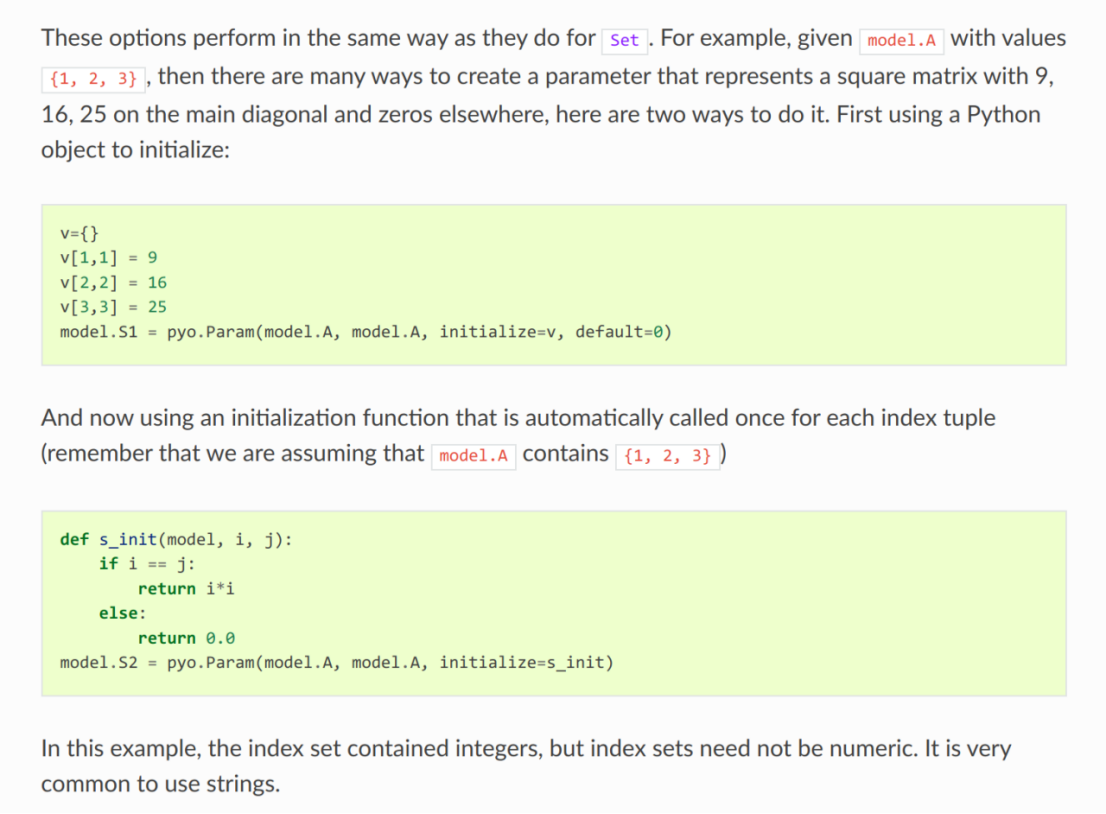 These options perform in the same way as they do for Set . For example, given model.A with values
{1, 2, 3} , then there are many ways to create a parameter that represents a square matrix with 9,
16, 25 on the main diagonal and zeros elsewhere, here are two ways to do it. First using a Python
object to initialize:
v={}
v[1,1] = 9
v[2,2] = 16
v[3,3] = 25
model.S1 = pyo.Param(model.A, model.A, initialize=v, default=0)
And now using an initialization function that is automatically called once for each index tuple
(remember that we are assuming that model.A contains {1, 2, 3} )
def s_init(model, i, j):
    if i == j:
        return i*i
    else:
        return 0.0
model.S2 = pyo.Param(model.A, model.A, initialize=s_init)
In this example, the index set contained integers, but index sets need not be numeric. It is very
common to use strings.